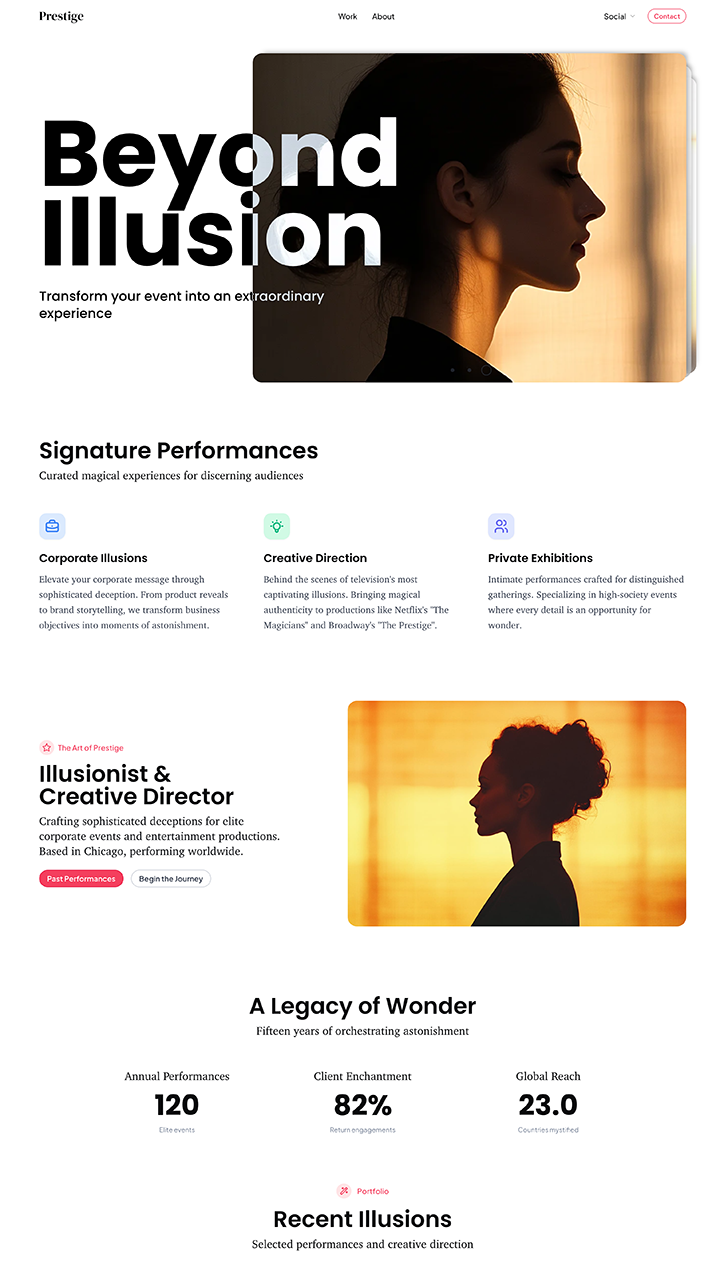 Prestige
Work
About
Social
Contact
Beyond
Illusion
Transform your event into an extraordinary
experience
Signature Performances
Curated magical experiences for discerning audiences
Corporate Illusions
Elevate your corporate message through
sophisticated deception. From product reveals
to brand storytelling, we transform business
objectives into moments of astonishment.
Creative Direction
Behind the scenes of television's most
captivating illusions. Bringing magical
authenticity to productions like Netflix's "The
Magicians" and Broadway's "The Prestige".
Private Exhibitions
Intimate performances crafted for distinguished
gatherings. Specializing in high-society events
where every detail is an opportunity for
wonder.
The Art of Prestige
Illusionist &
Creative Director
Crafting sophisticated deceptions for elite
corporate events and entertainment productions.
Based in Chicago, performing worldwide.
Past Performances
Begin the Journey
A Legacy of Wonder
Fifteen years of orchestrating astonishment
Annual Performances
120
Elite events
Client Enchantment
82%
Return engagements
Global Reach
23.0
Countries mystified
Portfolio
Recent Illusions
Selected performances and creative direction